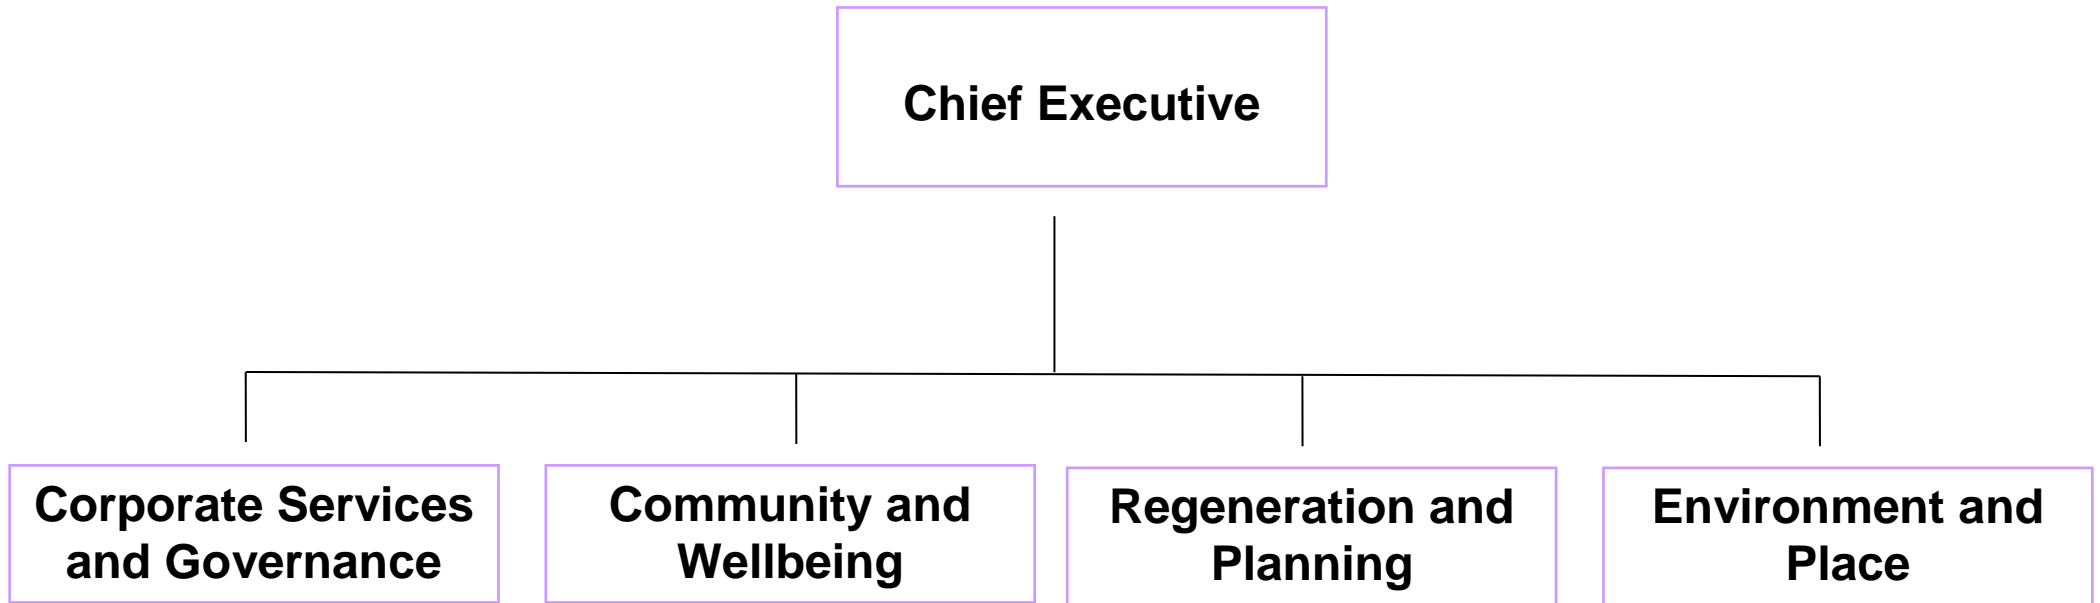 Chief Executive
Corporate Services
and Governance
Community and
Wellbeing
Regeneration and
Planning
Environment and
Place